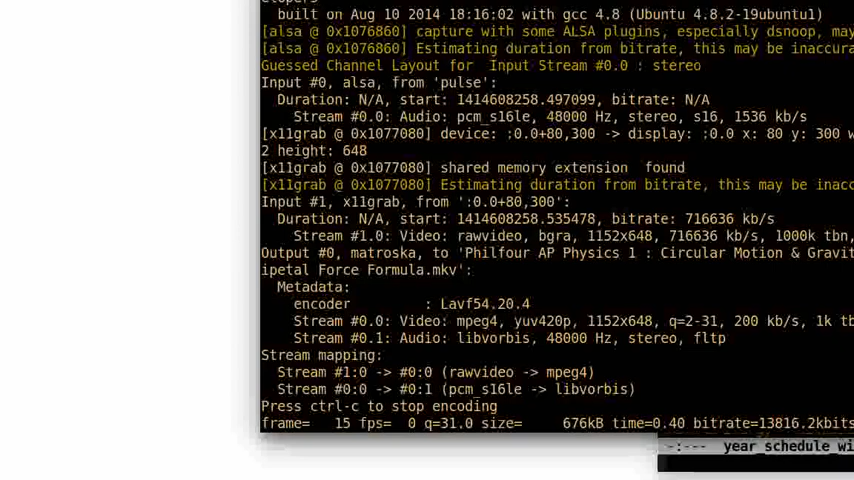 elopers
built on Aug 10 2014 18:16:02 with gcc 4.8 (Ubuntu 4.8.2-19ubuntu1)
[alsa @ 0x1076860] capture with some ALSA plugins, especially dsnoop, may
[alsa @ 0x1076860] Estimating duration from bitrate, this may be inaccura
Guessed Channel Layout for  Input Stream #0.0 : stereo
Input #0, alsa, from 'pulse':
Duration: N/A, start: 1414608258.497099, bitrate: N/A
Stream #0.0: Audio: pcm_s16le, 48000 Hz, stereo, s16, 1536 kb/s
[x11grab @ 0x1077080] device: :0.0+80,300 -> display: :0.0 x: 80 y: 300 w
2 height: 648
[x11grab @ 0x1077080] shared memory extension  found
[x11grab @ 0x1077080] Estimating duration from bitrate, this may be inacc
Input #1, x11grab, from ':0.0+80,300':
Duration: N/A, start: 1414608258.535478, bitrate: 716636 kb/s
Stream #1.0: Video: rawvideo, bgra, 1152x648, 716636 kb/s, 1000k tbn,
Output #0, matroska, to 'Philfour AP Physics 1 : Circular Motion & Gravit
ipetal Force Formula.mkv':
Metadata:
encoder         : Lavf54.20.4
Stream #0.0: Video: mpeg4, yuv420p, 1152x648, q=2-31, 200 kb/s, 1k tb
Stream #0.1: Audio: libvorbis, 48000 Hz, stereo, fltp
Stream mapping:
Stream #1:0 -> #0:0 (rawvideo -> mpeg4)
Stream #0:0 -> #0:1 (pcm_s16le -> libvorbis)
Press ctrl-c to stop encoding
frame=   15 fps=  0 q=31.0 size=     676kB time=0.40 bitrate=13816.2kbits
-:---  year_schedule_wi